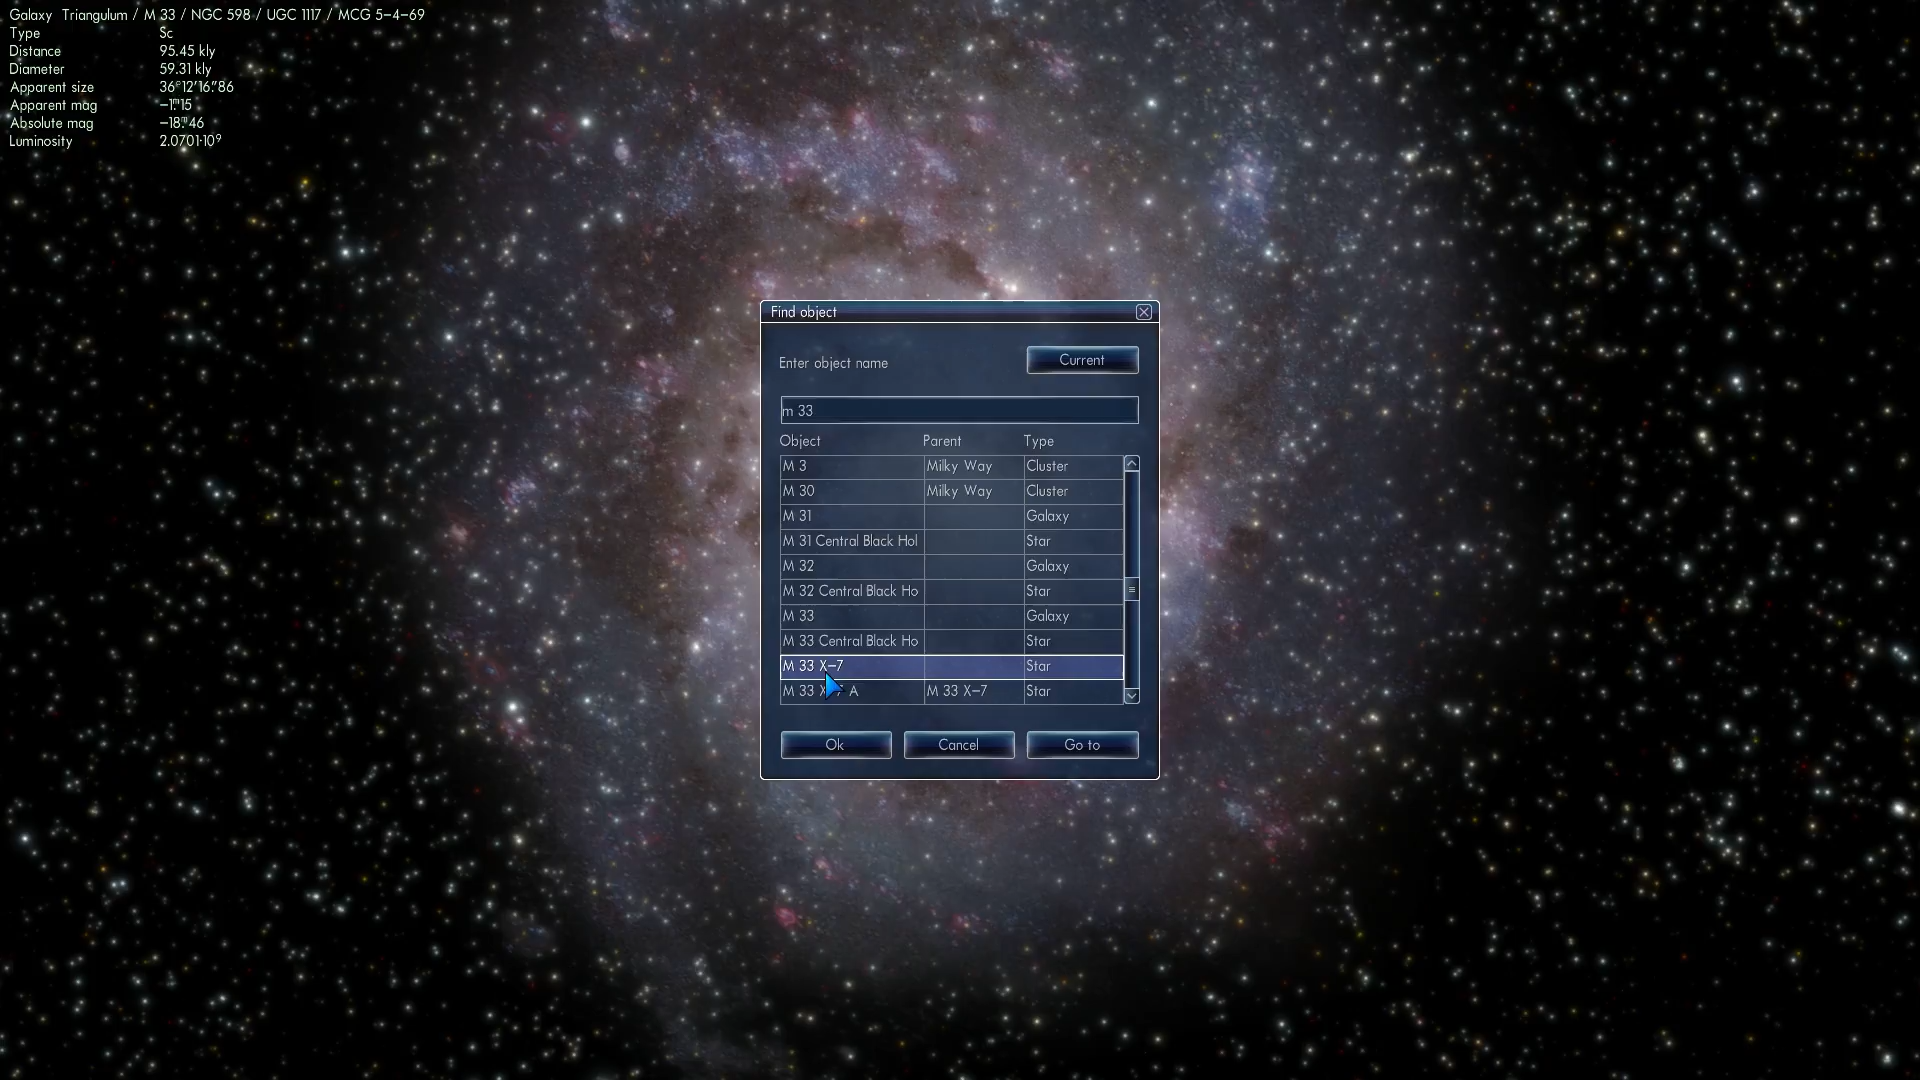 Galaxy Triangulum / M 33 / NGC 598 / UGC 1117 / MCG 5-4-69
Type Sc
Distance 95.45 kly
Diameter 59.31 kly
Apparent size 36°12'16."86
Apparent mag -1.ᵐ15
Absolute mag -18.ᵐ46
Luminosity 2.0701·10⁹
Find object
Enter object name Current
m 33
Object Parent Type
M 3 Milky Way Cluster
M 30 Milky Way Cluster
M 31 Galaxy
M 31 Central Black Hol Star
M 32 Galaxy
M 32 Central Black Ho Star
M 33 Galaxy
M 33 Central Black Ho Star
M 33 X-7 Star
M 33 A M 33 X-7 Star
Ok Cancel Go to